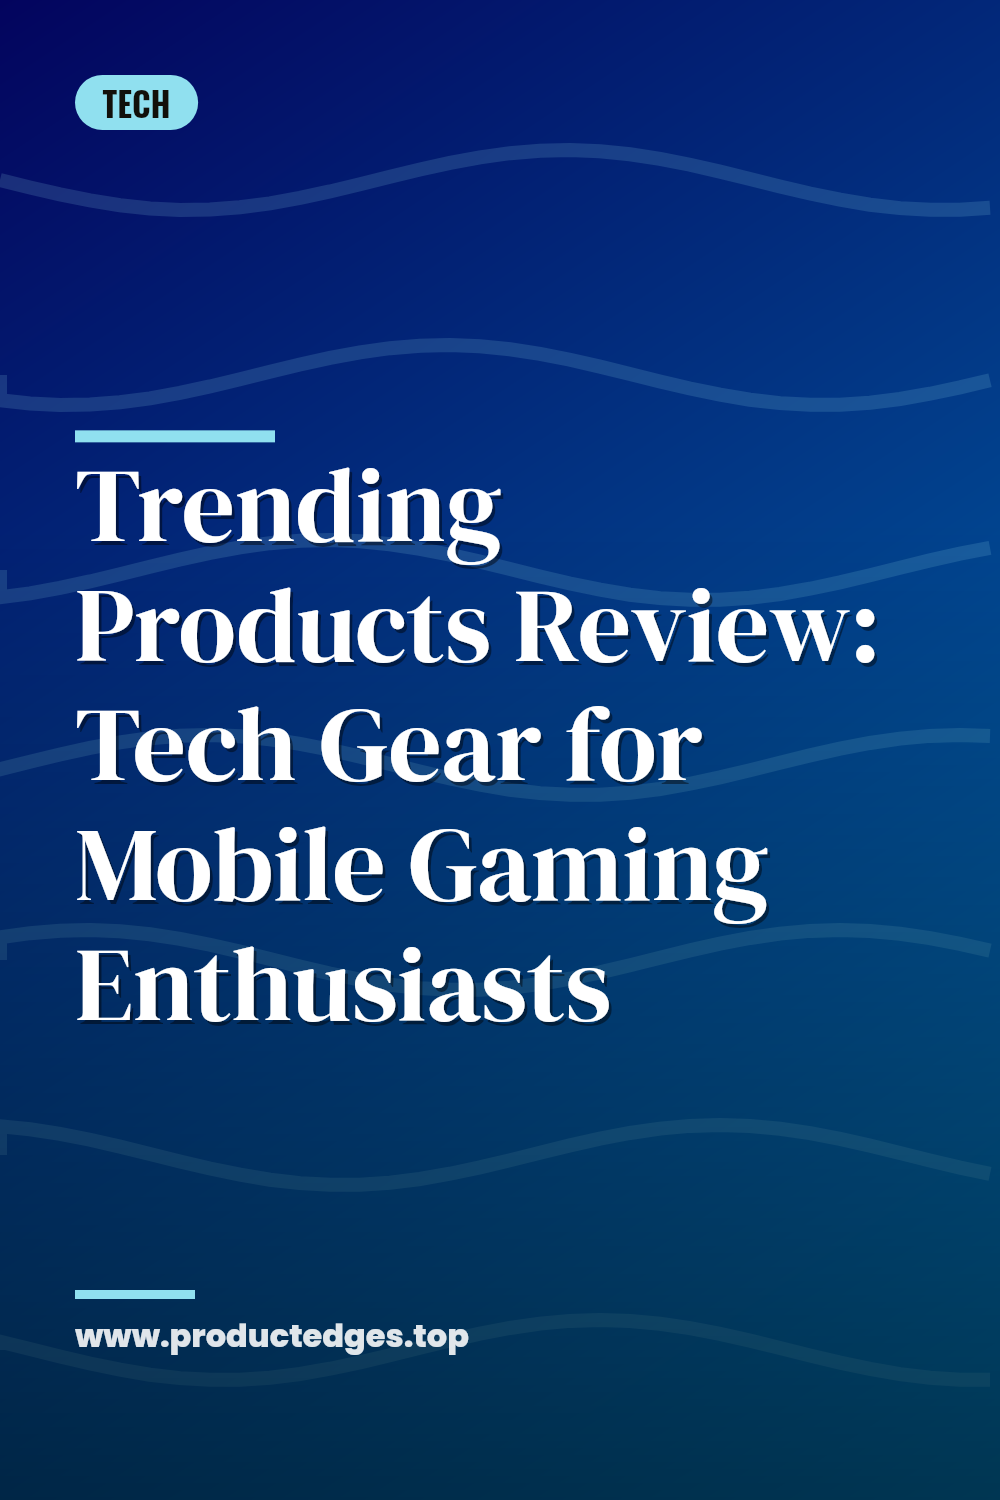 TECH
Trending
Products Review:
Tech Gear for
Mobile Gaming
Enthusiasts
www.productedges.top